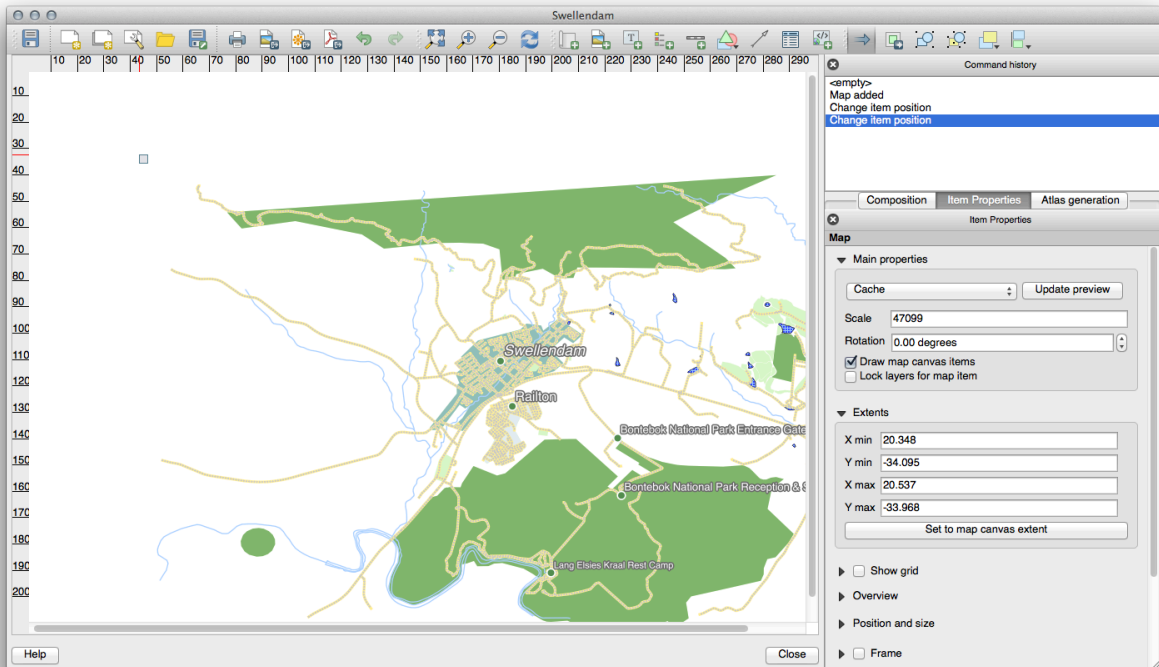 Swellendam
10 20 30 40 50 60 70 80 90 100 110 120 130 140 150 160 170 180 190 200 210 220 230 240 250 260 270 280 290
10
20
30
40
50
60
70
80
90
100
110
120
130
140
150
160
170
180
190
200
Swellendam
Railton
Bontebok National Park Entrance Gate
Bontebok National Park Reception & S
Lang Elsies Kraal Rest Camp
Help
Close
Command history
<empty>
Map added
Change item position
Change item position
Composition Item Properties Atlas generation
Item Properties
Map
Main properties
Cache Update preview
Scale 47099
Rotation 0.00 degrees
Draw map canvas items
Lock layers for map item
Extents
X min 20.348
Y min -34.095
X max 20.537
Y max -33.968
Set to map canvas extent
Show grid
Overview
Position and size
Frame